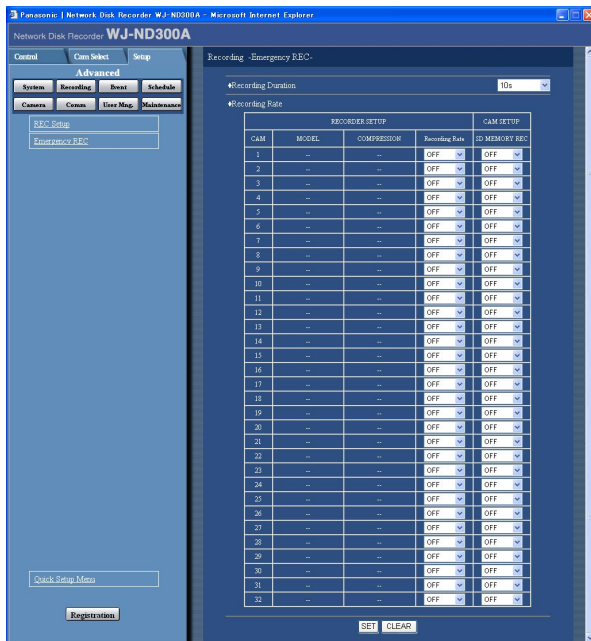 Panasonic | Network Disk Recorder WJ-ND300A - Microsoft Internet Explorer
Network Disk Recorder WJ-ND300A
Control Cam Select Setup
Advanced
System Recording Event Schedule
Camera Comm User Mng. Maintenance
REC Setup
Emergency REC
Quick Setup Menu
Registration
Recording -Emergency REC-
♦Recording Duration 10s
♦Recording Rate
RECORDER SETUP CAM SETUP
CAM MODEL COMPRESSION Recording Rate SD MEMORY REC
1 -- -- OFF OFF
2 -- -- OFF OFF
3 -- -- OFF OFF
4 -- -- OFF OFF
5 -- -- OFF OFF
6 -- -- OFF OFF
7 -- -- OFF OFF
8 -- -- OFF OFF
9 -- -- OFF OFF
10 -- -- OFF OFF
11 -- -- OFF OFF
12 -- -- OFF OFF
13 -- -- OFF OFF
14 -- -- OFF OFF
15 -- -- OFF OFF
16 -- -- OFF OFF
17 -- -- OFF OFF
18 -- -- OFF OFF
19 -- -- OFF OFF
20 -- -- OFF OFF
21 -- -- OFF OFF
22 -- -- OFF OFF
23 -- -- OFF OFF
24 -- -- OFF OFF
25 -- -- OFF OFF
26 -- -- OFF OFF
27 -- -- OFF OFF
28 -- -- OFF OFF
29 -- -- OFF OFF
30 -- -- OFF OFF
31 -- -- OFF OFF
32 -- -- OFF OFF
SET CLEAR